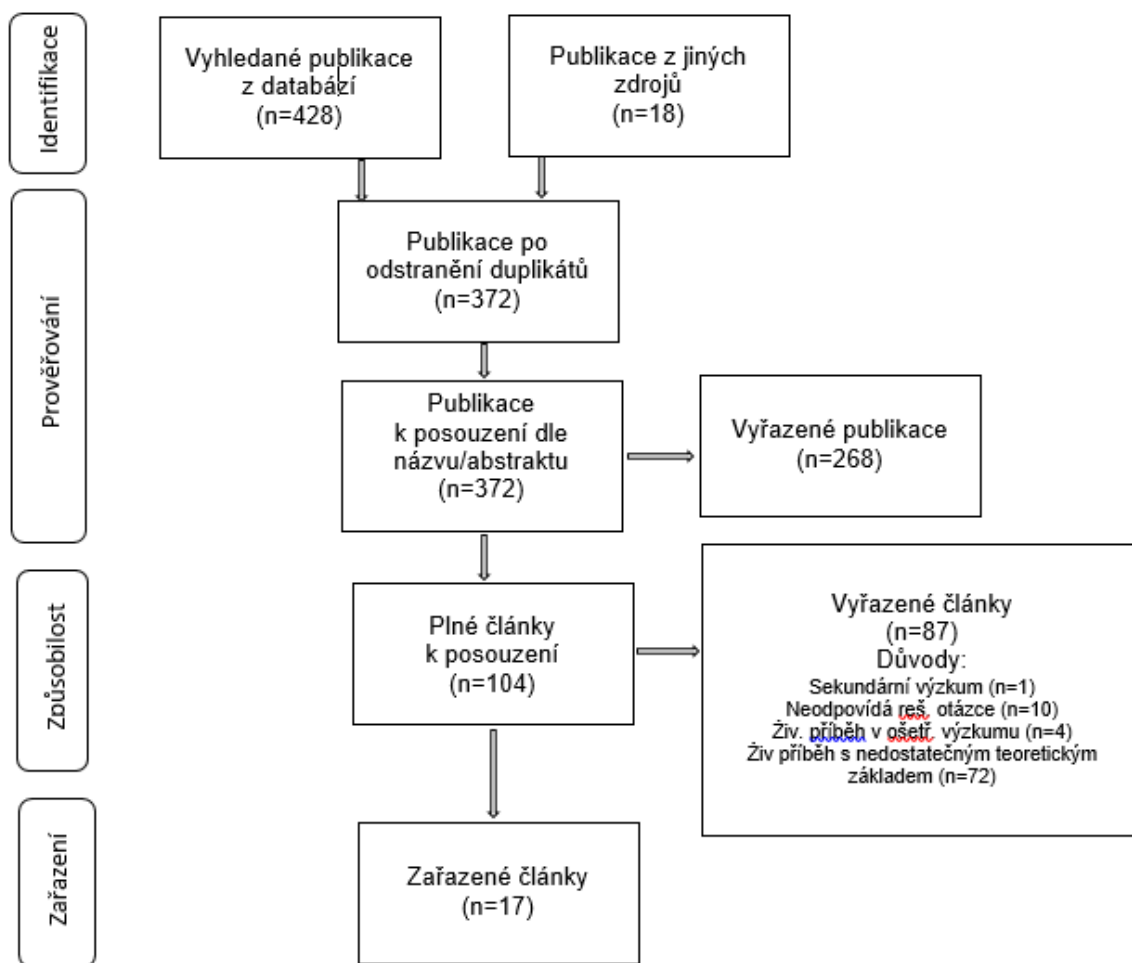 Identifikace
Vyhledané publikace
z databází
(n=428)
Publikace z jiných
zdrojů
(n=18)
Prověřování
Publikace po
odstranění duplikátů
(n=372)
Publikace
k posouzení dle
názvu/abstraktu
(n=372)
Vyřazené publikace
(n=268)
Způsobilost
Plné články
k posouzení
(n=104)
Vyřazené články
(n=87)
Důvody:
Sekundární výzkum (n=1)
Neodpovídá reš. otázce (n=10)
Živ. příběh v ošetř. výzkumu (n=4)
Živ příběh s nedostatečným teoretickým
základem (n=72)
Zařazení
Zařazené články
(n=17)